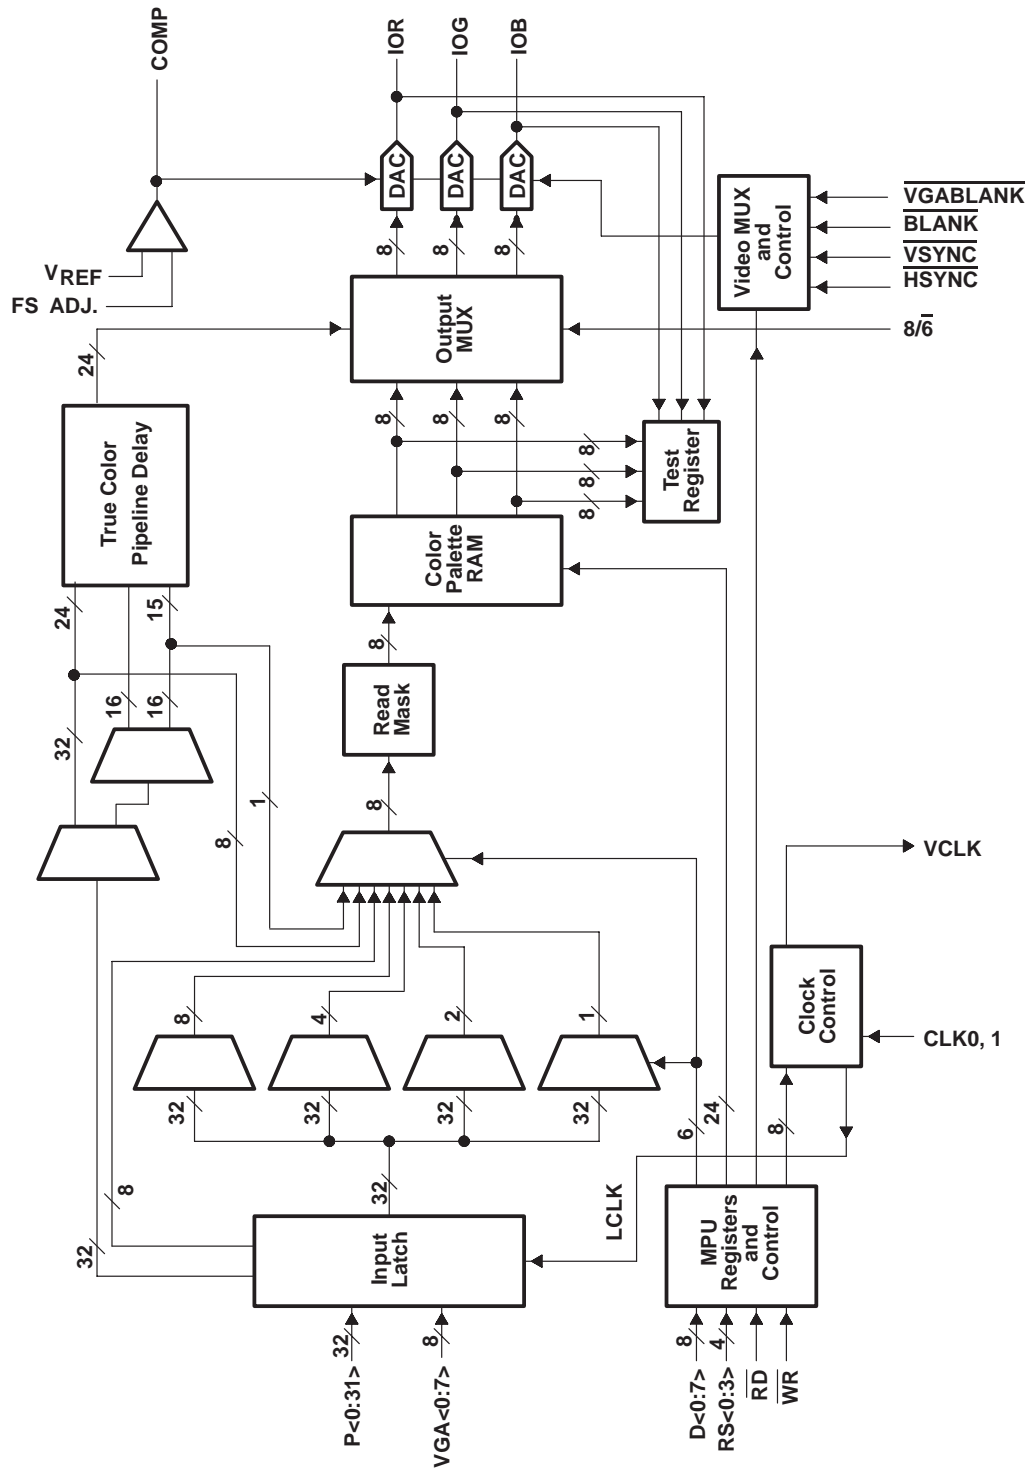 COMP
IOR
IOG
IOB
VREF
FS ADJ.
DAC
DAC
DAC
8
8
8
24
Output
MUX
Video MUX
and
Control
VGABLANK
BLANK
VSYNC
HSYNC
8/6
True Color
Pipeline Delay
8
8
8
8
8
8
Test
Register
Color
Palette
RAM
24
15
16
16
32
8
Read
Mask
8
1
8
VCLK
Clock
Control
CLK0, 1
8
4
2
1
32
32
32
32
6
24
8
32
8
32
LCLK
Input
Latch
MPU
Registers
and
Control
32
8
8
4
P<0:31>
VGA<0:7>
D<0:7>
RS<0:3>
RD
WR